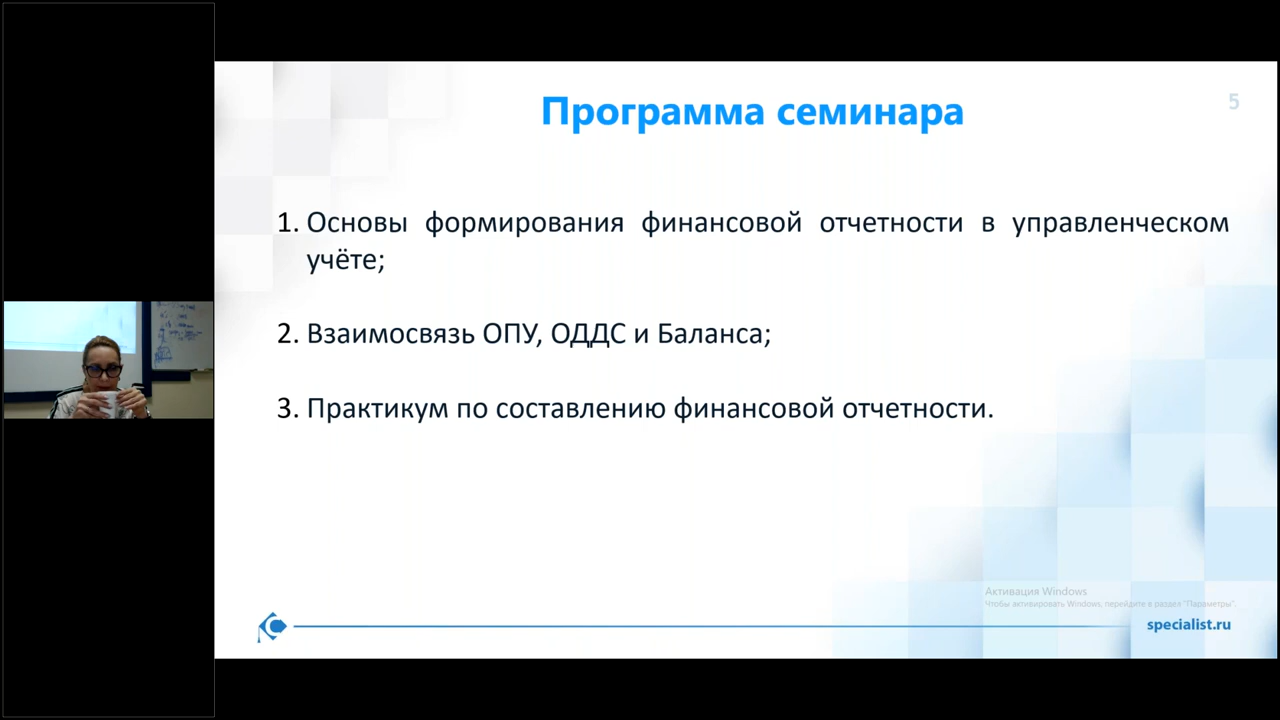 Программа семинара
5
1. Основы формирования финансовой отчетности в управленческом
учёте;
2. Взаимосвязь ОПУ, ОДДС и Баланса;
3. Практикум по составлению финансовой отчетности.
Активация Windows
Чтобы активировать Windows, перейдите в раздел "Параметры".
specialist.ru